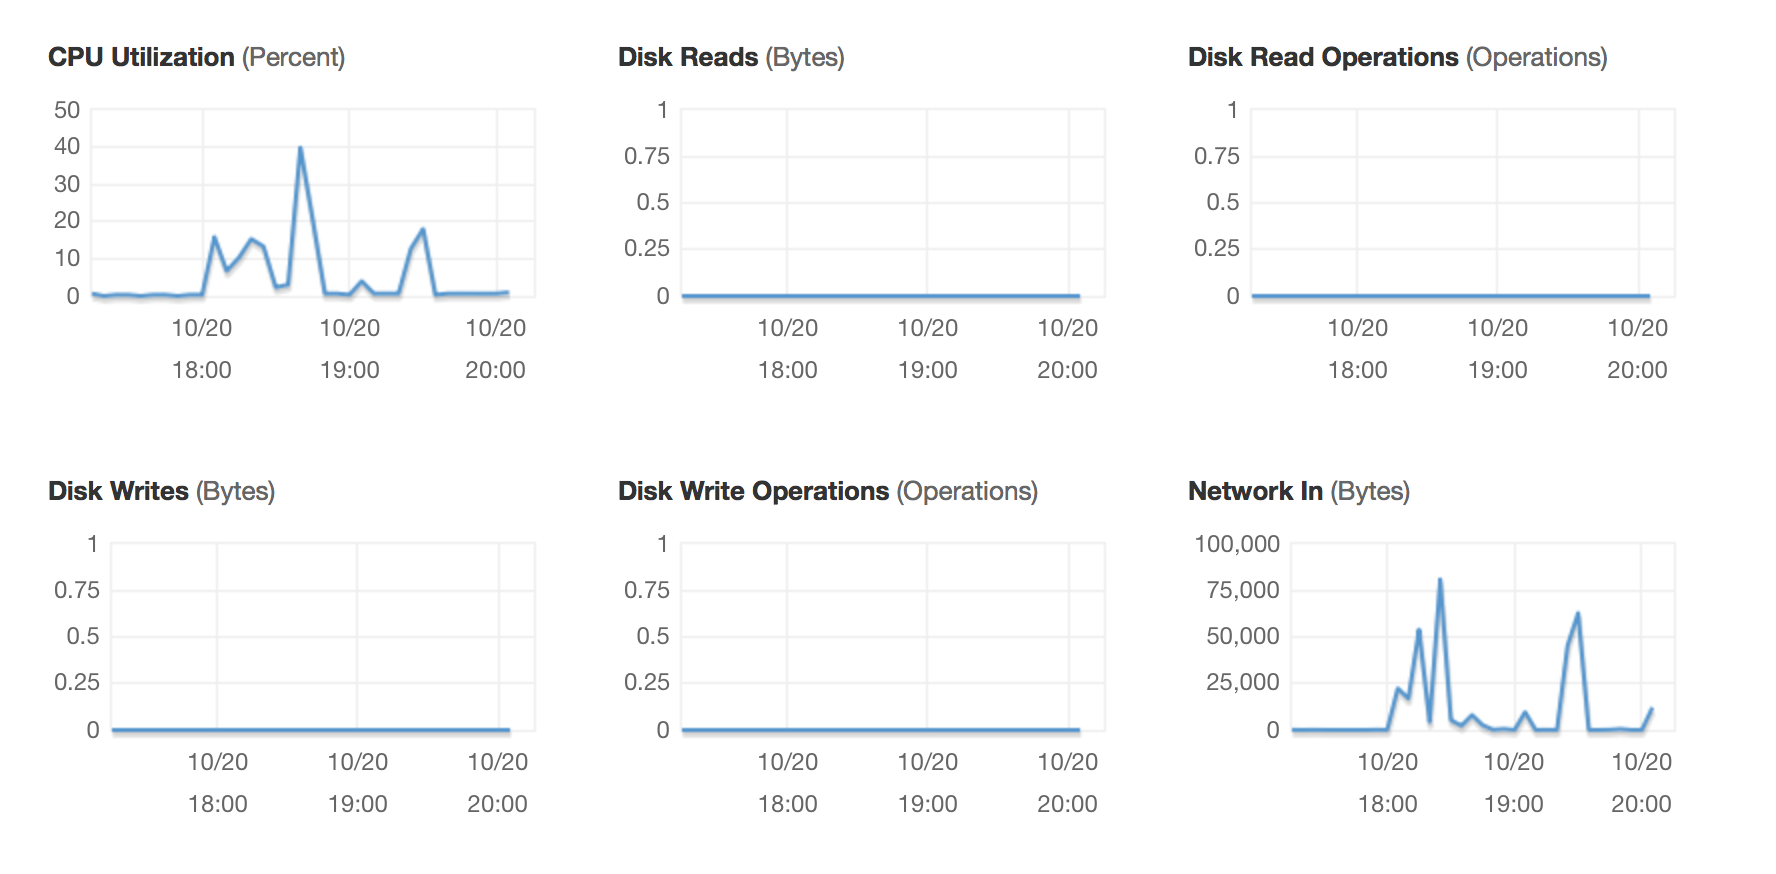 CPU Utilization (Percent)
50
40
30
20
10
0
10/20 10/20 10/20
18:00 19:00 20:00
Disk Reads (Bytes)
1
0.75
0.5
0.25
0
10/20 10/20 10/20
18:00 19:00 20:00
Disk Read Operations (Operations)
1
0.75
0.5
0.25
0
10/20 10/20 10/20
18:00 19:00 20:00
Disk Writes (Bytes)
1
0.75
0.5
0.25
0
10/20 10/20 10/20
18:00 19:00 20:00
Disk Write Operations (Operations)
1
0.75
0.5
0.25
0
10/20 10/20 10/20
18:00 19:00 20:00
Network In (Bytes)
100,000
75,000
50,000
25,000
0
10/20 10/20 10/20
18:00 19:00 20:00